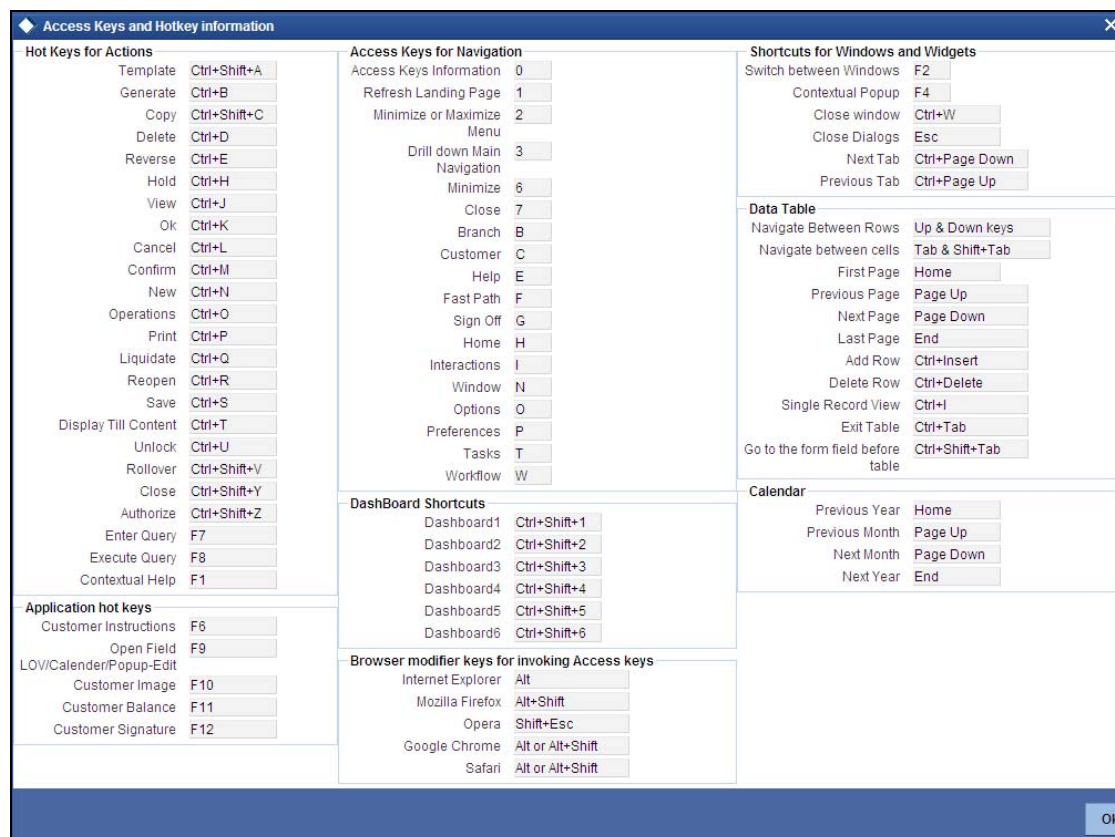 Access Keys and Hotkey information
Hot Keys for Actions
Template Ctrl+Shift+A
Generate Ctrl+B
Copy Ctrl+Shift+C
Delete Ctrl+D
Reverse Ctrl+E
Hold Ctrl+H
View Ctrl+J
Ok Ctrl+K
Cancel Ctrl+L
Confirm Ctrl+M
New Ctrl+N
Operations Ctrl+O
Print Ctrl+P
Liquidate Ctrl+Q
Reopen Ctrl+R
Save Ctrl+S
Display Till Content Ctrl+T
Unlock Ctrl+U
Rollover Ctrl+Shift+V
Close Ctrl+Shift+Y
Authorize Ctrl+Shift+Z
Enter Query F7
Execute Query F8
Contextual Help F1
Application hot keys
Customer Instructions F6
Open Field F9
LOV/Calender/Popup-Edit
Customer Image F10
Customer Balance F11
Customer Signature F12
Access Keys for Navigation
Access Keys Information 0
Refresh Landing Page 1
Minimize or Maximize 2
Menu
Drill down Main 3
Navigation
Minimize 6
Close 7
Branch B
Customer C
Help E
Fast Path F
Sign Off G
Home H
Interactions I
Window N
Options O
Preferences P
Tasks T
Workflow W
DashBoard Shortcuts
Dashboard1 Ctrl+Shift+1
Dashboard2 Ctrl+Shift+2
Dashboard3 Ctrl+Shift+3
Dashboard4 Ctrl+Shift+4
Dashboard5 Ctrl+Shift+5
Dashboard6 Ctrl+Shift+6
Browser modifier keys for invoking Access keys
Internet Explorer Alt
Mozilla Firefox Alt+Shift
Opera Shift+Esc
Google Chrome Alt or Alt+Shift
Safari Alt or Alt+Shift
Shortcuts for Windows and Widgets
Switch between Windows F2
Contextual Popup F4
Close window Ctrl+W
Close Dialogs Esc
Next Tab Ctrl+Page Down
Previous Tab Ctrl+Page Up
Data Table
Navigate Between Rows Up & Down keys
Navigate between cells Tab & Shift+Tab
First Page Home
Previous Page Page Up
Next Page Page Down
Last Page End
Add Row Ctrl+Insert
Delete Row Ctrl+Delete
Single Record View Ctrl+I
Exit Table Ctrl+Tab
Go to the form field before Ctrl+Shift+Tab
table
Calendar
Previous Year Home
Previous Month Page Up
Next Month Page Down
Next Year End